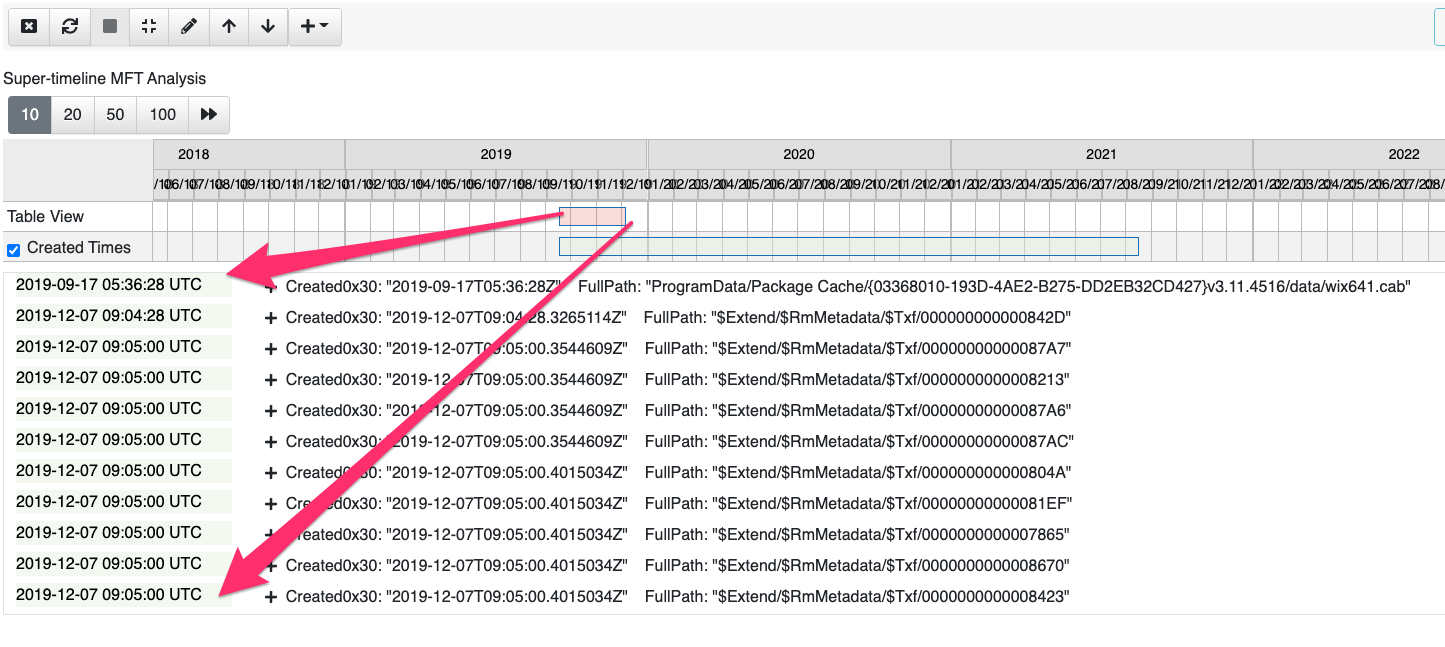 Super-timeline MFT Analysis
10 20 50 100
2018 2019 2020 2021 2022
Table View
Created Times
2019-09-17 05:36:28 UTC Created0x30: "2019-09-17T05:36:28Z" FullPath: "ProgramData/Package Cache/{03368010-193D-4AE2-B275-DD2EB32CD427}v3.11.4516/data/wix641.cab"
2019-12-07 09:04:28 UTC Created0x30: "2019-12-07T09:04:28.3265114Z" FullPath: "$Extend/$RmMetadata/$Txf/000000000000842D"
2019-12-07 09:05:00 UTC Created0x30: "2019-12-07T09:05:00.3544609Z" FullPath: "$Extend/$RmMetadata/$Txf/00000000000087A7"
2019-12-07 09:05:00 UTC Created0x30: "2019-12-07T09:05:00.3544609Z" FullPath: "$Extend/$RmMetadata/$Txf/0000000000008213"
2019-12-07 09:05:00 UTC Created0x30: "2019-12-07T09:05:00.3544609Z" FullPath: "$Extend/$RmMetadata/$Txf/00000000000087A6"
2019-12-07 09:05:00 UTC Created0x30: "2019-12-07T09:05:00.3544609Z" FullPath: "$Extend/$RmMetadata/$Txf/00000000000087AC"
2019-12-07 09:05:00 UTC Created0x30: "2019-12-07T09:05:00.4015034Z" FullPath: "$Extend/$RmMetadata/$Txf/000000000000804A"
2019-12-07 09:05:00 UTC Created0x30: "2019-12-07T09:05:00.4015034Z" FullPath: "$Extend/$RmMetadata/$Txf/00000000000081EF"
2019-12-07 09:05:00 UTC Created0x30: "2019-12-07T09:05:00.4015034Z" FullPath: "$Extend/$RmMetadata/$Txf/0000000000007865"
2019-12-07 09:05:00 UTC Created0x30: "2019-12-07T09:05:00.4015034Z" FullPath: "$Extend/$RmMetadata/$Txf/0000000000008670"
2019-12-07 09:05:00 UTC Created0x30: "2019-12-07T09:05:00.4015034Z" FullPath: "$Extend/$RmMetadata/$Txf/0000000000008423"